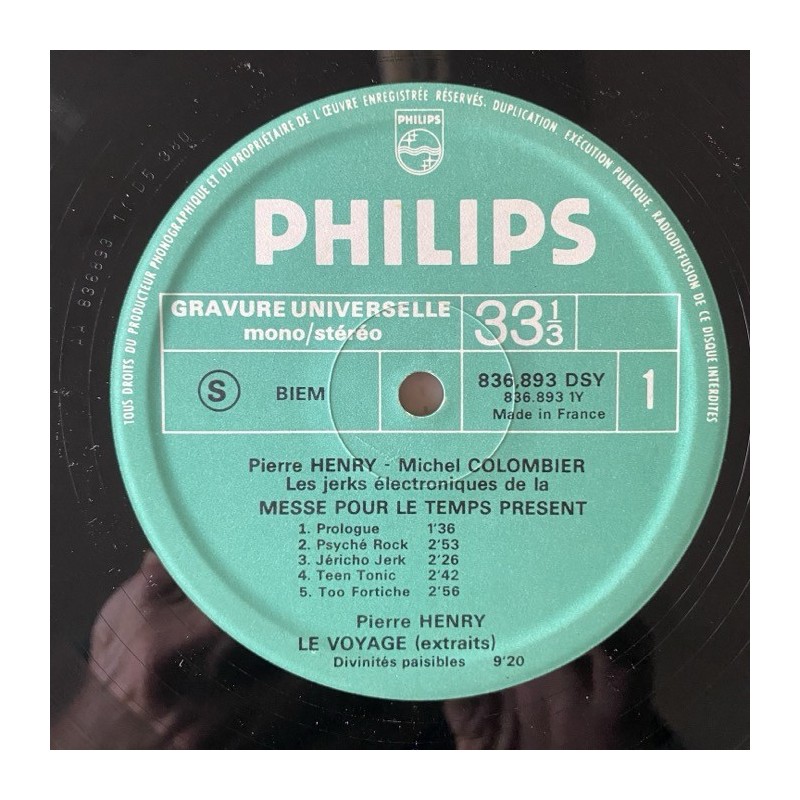 TOUS DROITS DU PRODUCTEUR PHONOGRAPHIQUE ET DU PROPRIÉTAIRE DE L'ŒUVRE ENREGISTRÉE RÉSERVÉS. DUPLICATION, EXÉCUTION PUBLIQUE, RADIODIFFUSION DE CE DISQUE INTERDITES
PHILIPS
PHILIPS
GRAVURE UNIVERSELLE
mono/stéréo
33 1/3
S
BIEM
836.893 DSY
836.893 1Y
Made in France
1
Pierre HENRY - Michel COLOMBIER
Les jerks électroniques de la
MESSE POUR LE TEMPS PRESENT
1. Prologue 1'36
2. Psyché Rock 2'53
3. Jéricho Jerk 2'26
4. Teen Tonic 2'42
5. Too Fortiche 2'56
Pierre HENRY
LE VOYAGE (extraits)
Divinités paisibles 9'20